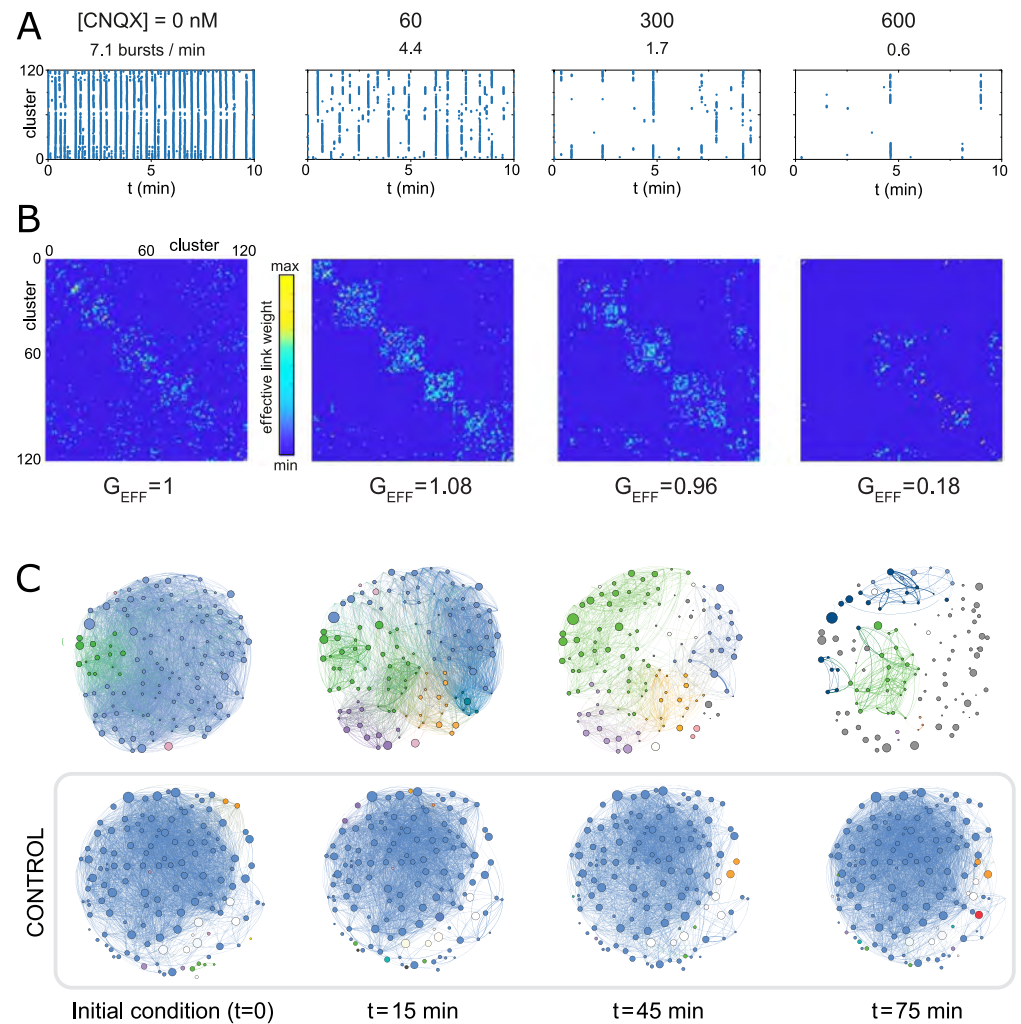 A
[CNQX] = 0 nM 60 300 600
7.1 bursts / min 4.4 1.7 0.6
120
cluster
0
0 5 10 0 5 10 0 5 10 0 5 10
t (min) t (min) t (min) t (min)
B
0 60 cluster 120
0
cluster
60
120
max
effective link weight
min
G_EFF=1 G_EFF=1.08 G_EFF=0.96 G_EFF=0.18
C
CONTROL
Initial condition (t=0) t=15 min t=45 min t=75 min